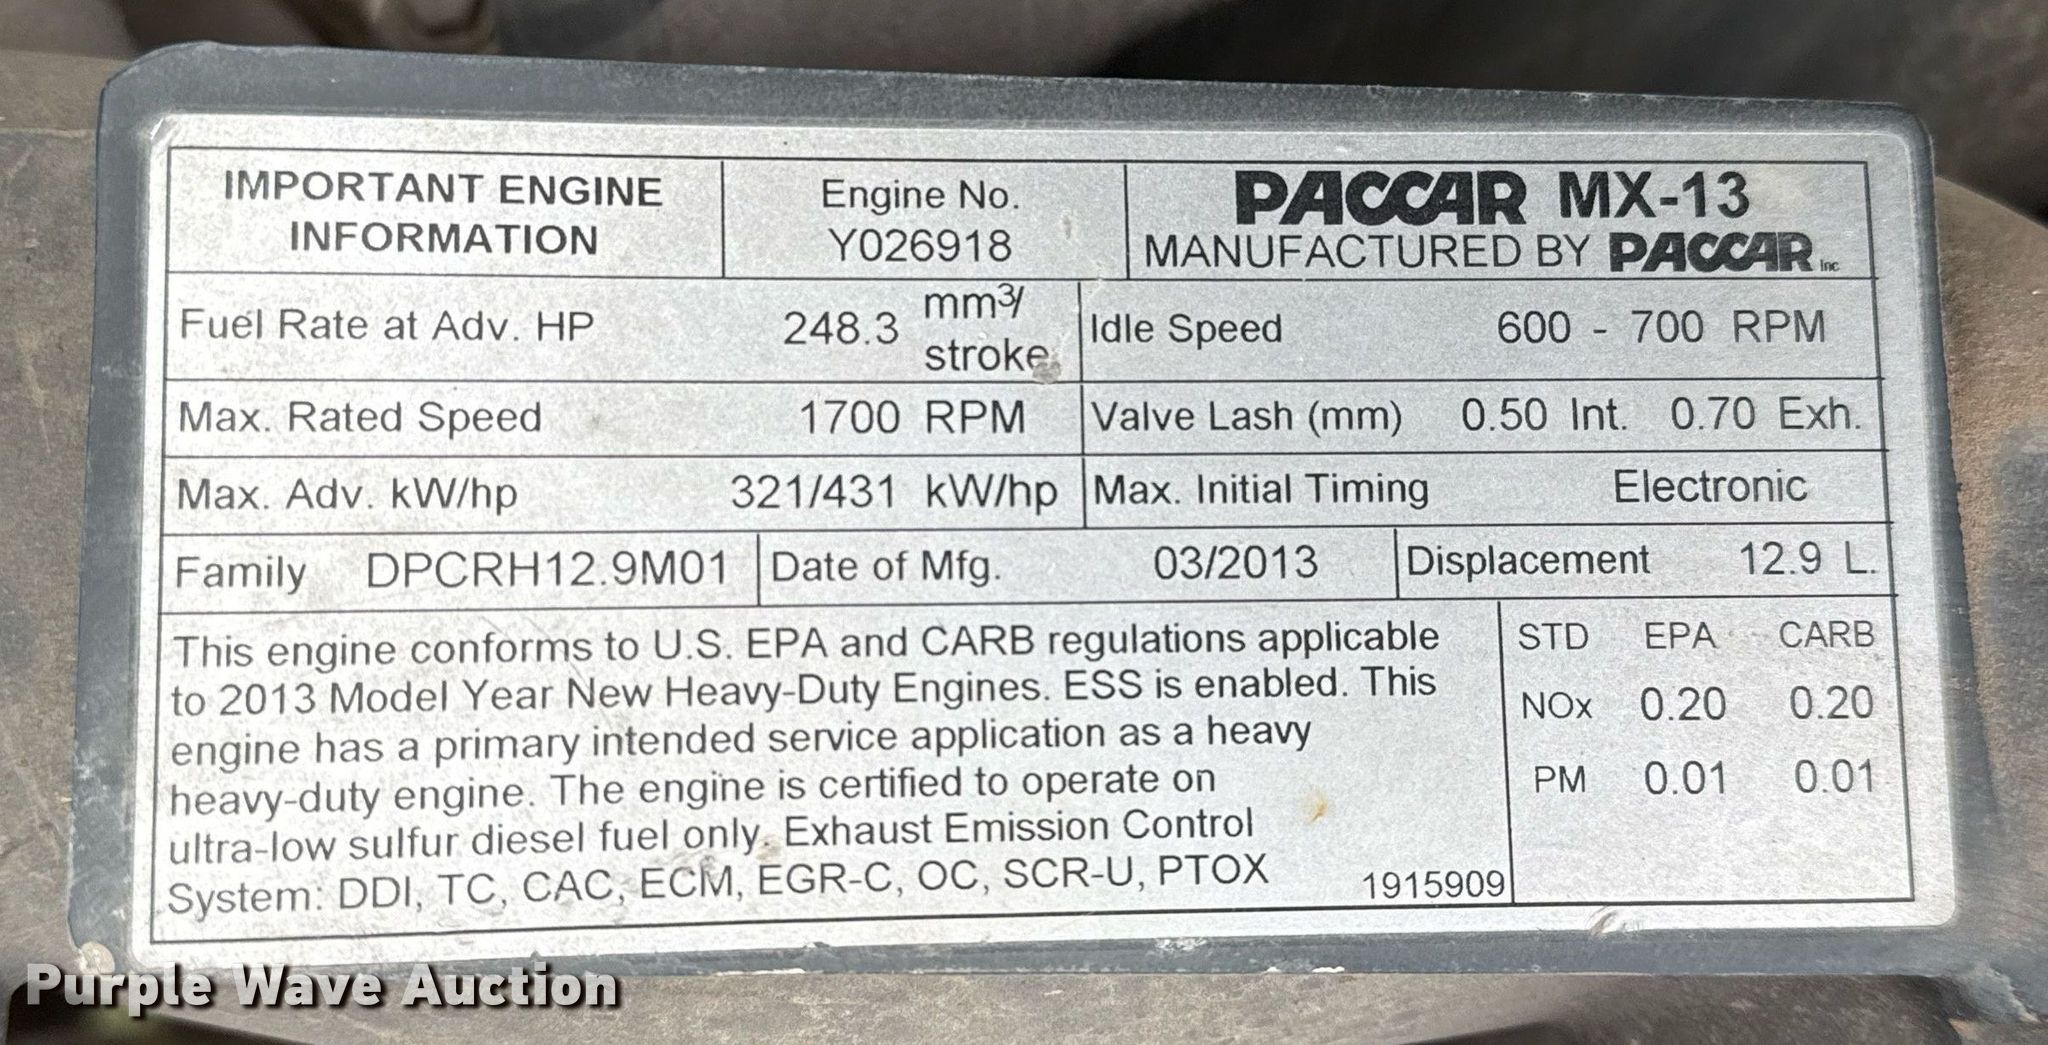 IMPORTANT ENGINE
INFORMATION
Engine No.
Y026918
PACCAR MX-13
MANUFACTURED BY PACCAR Inc
Fuel Rate at Adv. HP 248.3 mm3/
stroke
Idle Speed 600 - 700 RPM
Max. Rated Speed 1700 RPM
Valve Lash (mm) 0.50 Int. 0.70 Exh.
Max. Adv. kW/hp 321/431 kW/hp
Max. Initial Timing Electronic
Family DPCRH12.9M01
Date of Mfg. 03/2013
Displacement 12.9 L.
This engine conforms to U.S. EPA and CARB regulations applicable
to 2013 Model Year New Heavy-Duty Engines. ESS is enabled. This
engine has a primary intended service application as a heavy
heavy-duty engine. The engine is certified to operate on
ultra-low sulfur diesel fuel only. Exhaust Emission Control
System: DDI, TC, CAC, ECM, EGR-C, OC, SCR-U, PTOX
1915909
STD EPA CARB
NOx 0.20 0.20
PM 0.01 0.01
Purple Wave Auction